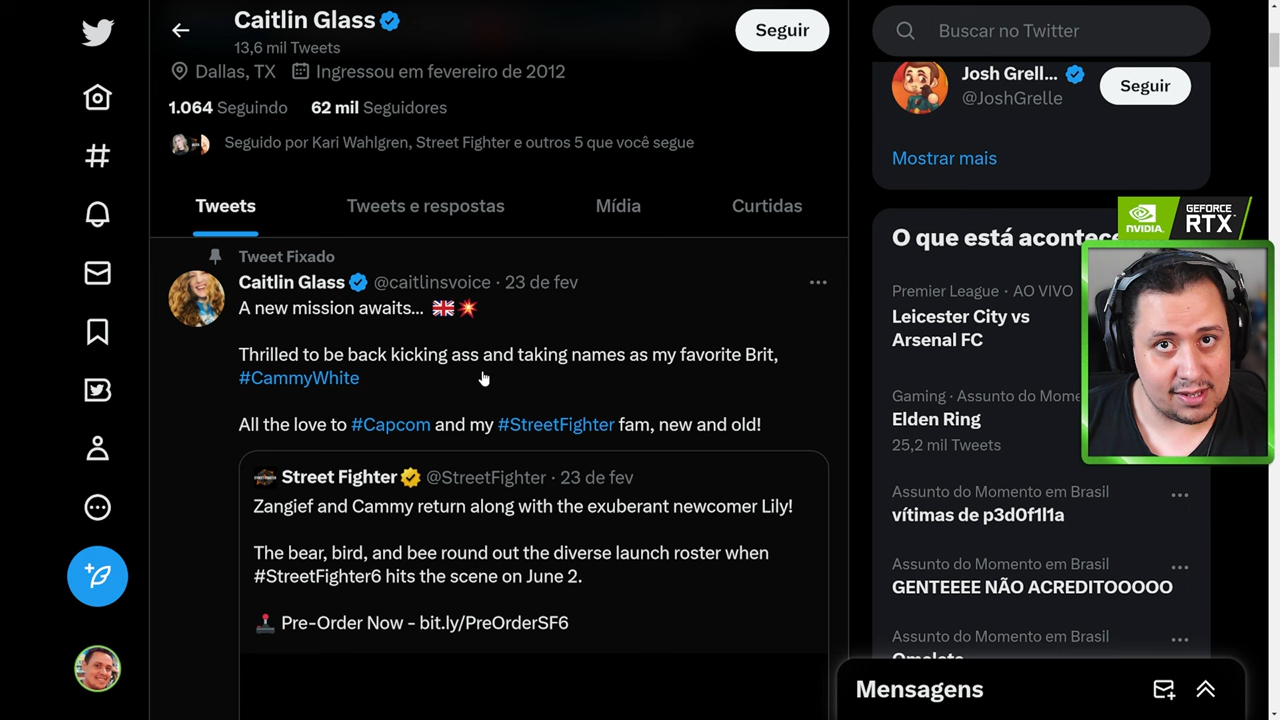 Caitlin Glass
13,6 mil Tweets
Seguir
Dallas, TX Ingressou em fevereiro de 2012
1.064 Seguindo 62 mil Seguidores
Seguido por Kari Wahlgren, Street Fighter e outros 5 que você segue
Tweets Tweets e respostas Mídia Curtidas
Tweet Fixado
Caitlin Glass @caitlinsvoice · 23 de fev
A new mission awaits...
Thrilled to be back kicking ass and taking names as my favorite Brit,
#CammyWhite
All the love to #Capcom and my #StreetFighter fam, new and old!
Street Fighter @StreetFighter · 23 de fev
Zangief and Cammy return along with the exuberant newcomer Lily!
The bear, bird, and bee round out the diverse launch roster when
#StreetFighter6 hits the scene on June 2.
Pre-Order Now - bit.ly/PreOrderSF6
Buscar no Twitter
Josh Grell...
@JoshGrelle
Seguir
Mostrar mais
NVIDIA. GEFORCE
RTX
O que está acontece
Premier League · AO VIVO
Leicester City vs
Arsenal FC
Gaming · Assunto do Mome
Elden Ring
25,2 mil Tweets
Assunto do Momento em Brasil
vítimas de p3d0f1l1a
Assunto do Momento em Brasil
GENTEEEE NÃO ACREDITOOOOO
Assunto do Momento em Brasil
Mensagens